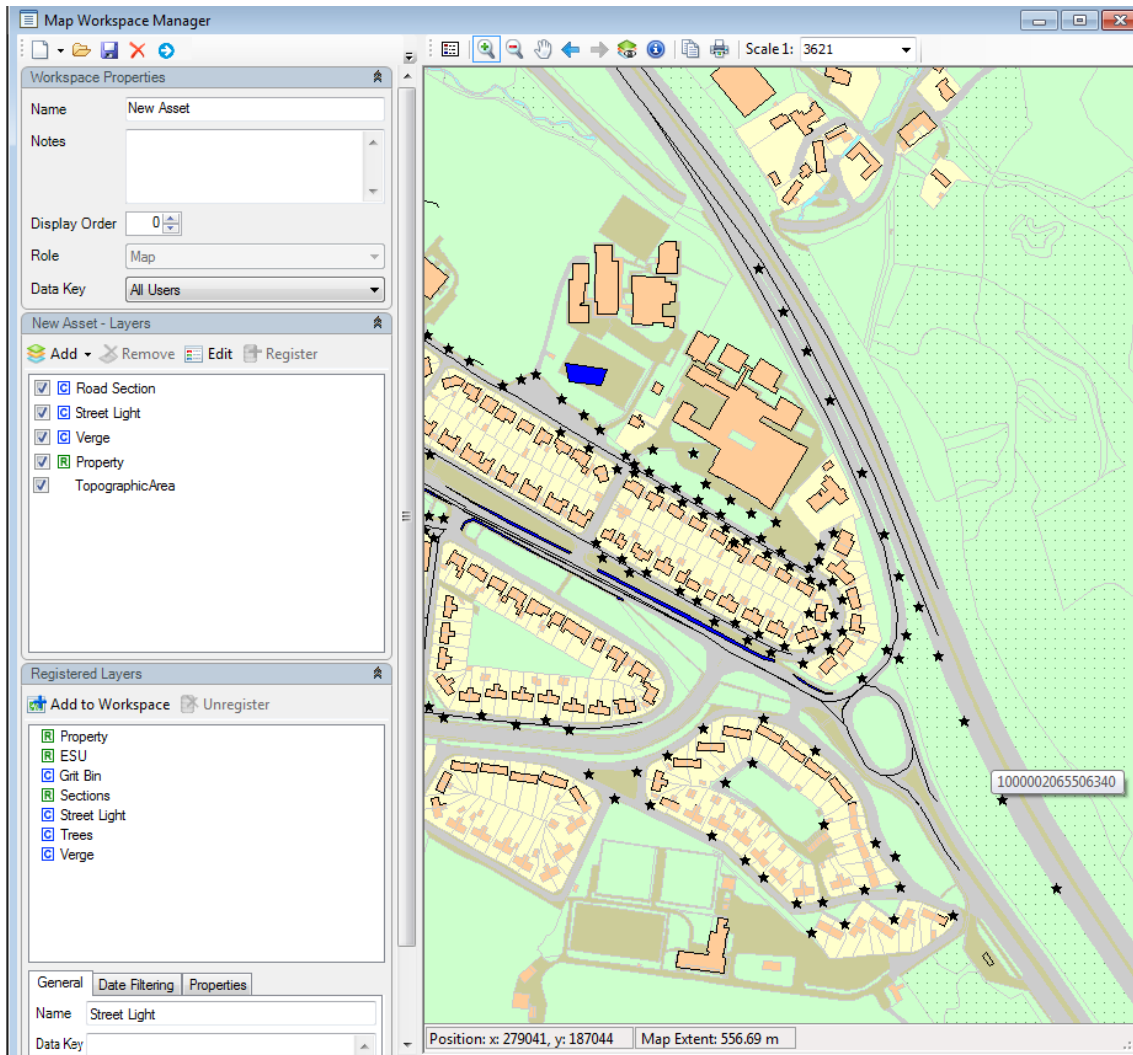 Map Workspace Manager
Scale 1: 3621
Workspace Properties
Name New Asset
Notes
Display Order 0
Role Map
Data Key All Users
New Asset - Layers
Add Remove Edit Register
C Road Section
C Street Light
C Verge
R Property
TopographicArea
Registered Layers
Add to Workspace Unregister
R Property
R ESU
C Grit Bin
R Sections
C Street Light
C Trees
C Verge
General Date Filtering Properties
Name Street Light
Data Key
1000002065506340
Position: x: 279041, y: 187044 Map Extent: 556.69 m